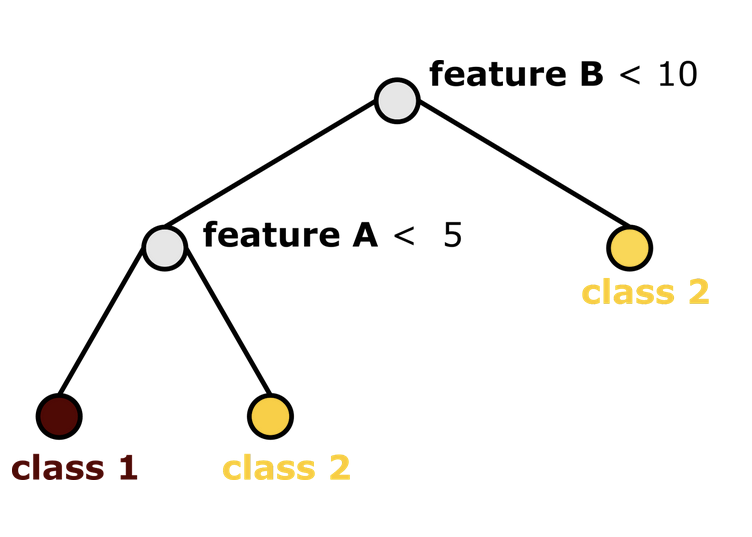 feature B < 10
feature A < 5
class 2
class 1
class 2